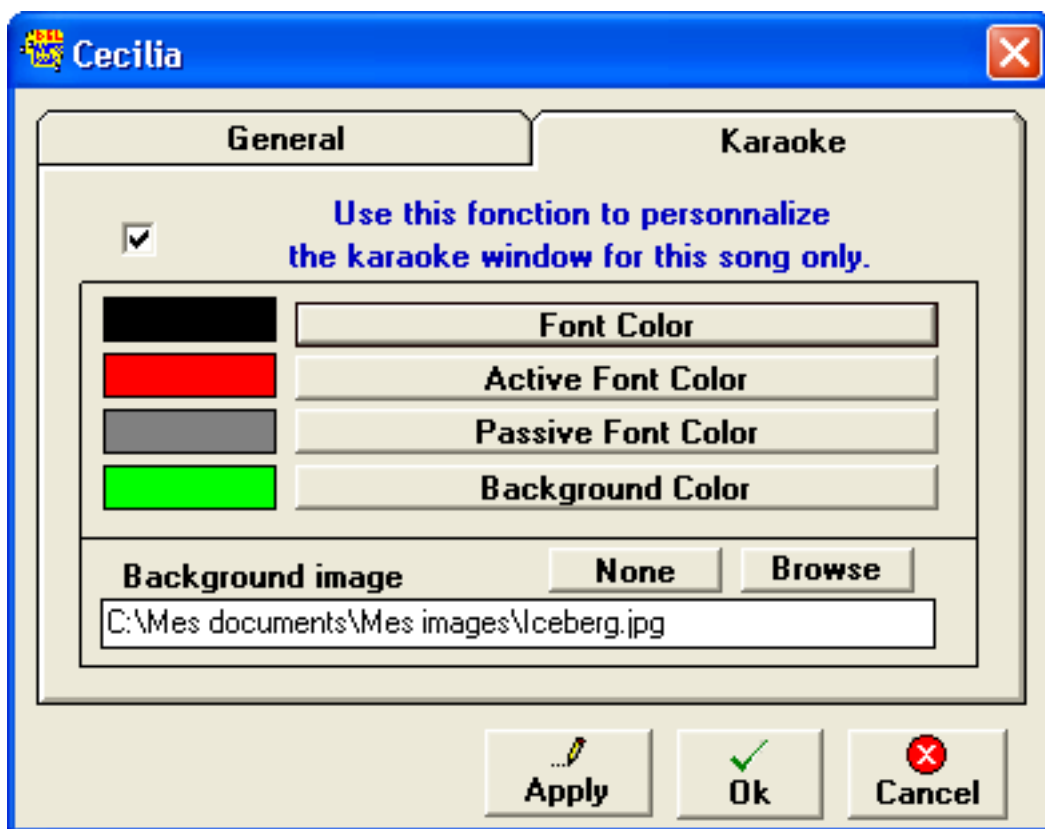 Cecilia
General
Karaoke
Use this fonction to personnalize
the karaoke window for this song only.
Font Color
Active Font Color
Passive Font Color
Background Color
Background image
None
Browse
C:\Mes documents\Mes images\Iceberg.jpg
Apply
Ok
Cancel